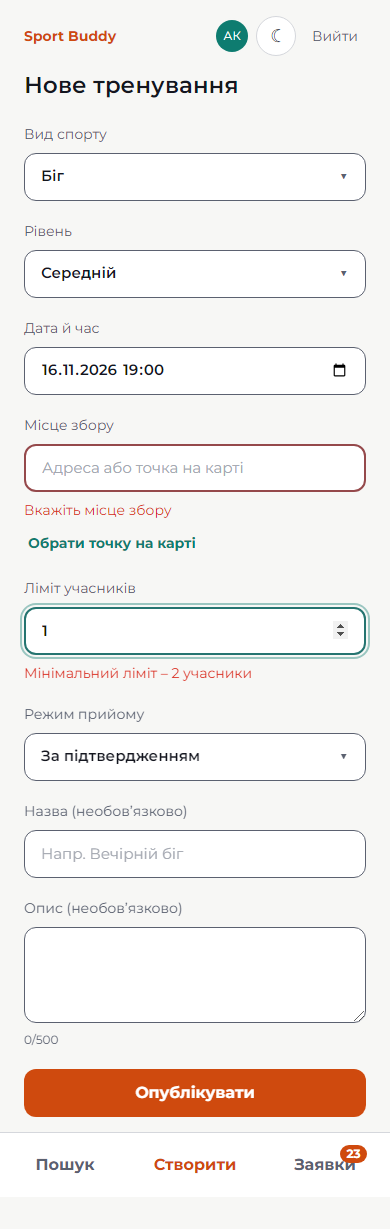 Sport Buddy
АК
Вийти
Нове тренування
Вид спорту
Біг
Рівень
Середній
Дата й час
16.11.2026 19:00
Місце збору
Адреса або точка на карті
Вкажіть місце збору
Обрати точку на карті
Ліміт учасників
1
Мінімальний ліміт – 2 учасники
Режим прийому
За підтвердженням
Назва (необов’язково)
Напр. Вечірній біг
Опис (необов’язково)
0/500
Опублікувати
Пошук
Створити
Заявки
23